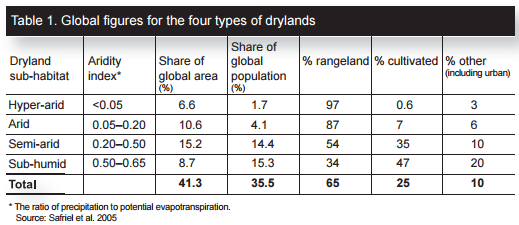 Table 1. Global figures for the four types of drylands
Dryland sub-habitat Aridity index* Share of global area (%) Share of global population (%) % rangeland % cultivated % other (including urban)
Hyper-arid <0.05 6.6 1.7 97 0.6 3
Arid 0.05–0.20 10.6 4.1 87 7 6
Semi-arid 0.20–0.50 15.2 14.4 54 35 10
Sub-humid 0.50–0.65 8.7 15.3 34 47 20
Total 41.3 35.5 65 25 10
* The ratio of precipitation to potential evapotranspiration.
Source: Safriel et al. 2005